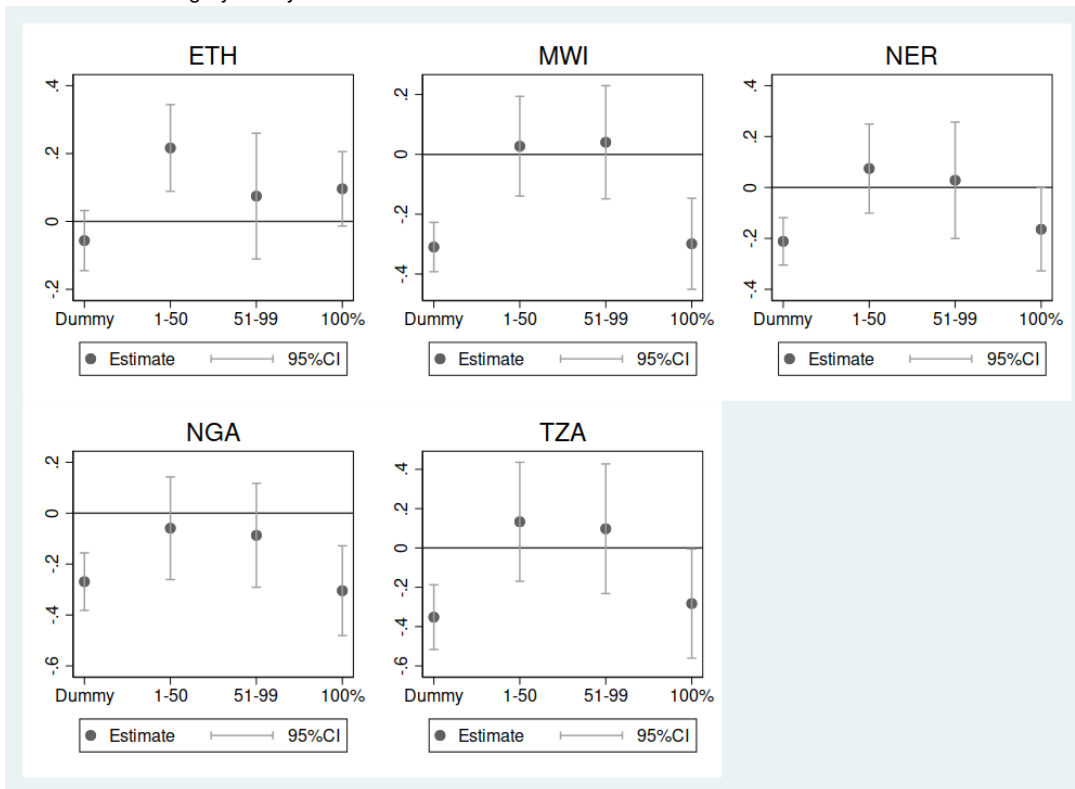 ETH
.4
.2
0
-.2
Dummy 1-50 51-99 100%
Estimate 95%CI
MWI
.2
0
-.2
-.4
Dummy 1-50 51-99 100%
Estimate 95%CI
NER
.4
.2
0
-.2
-.4
Dummy 1-50 51-99 100%
Estimate 95%CI
NGA
.2
0
-.2
-.4
-.6
Dummy 1-50 51-99 100%
Estimate 95%CI
TZA
.4
.2
0
-.2
-.4
-.6
Dummy 1-50 51-99 100%
Estimate 95%CI